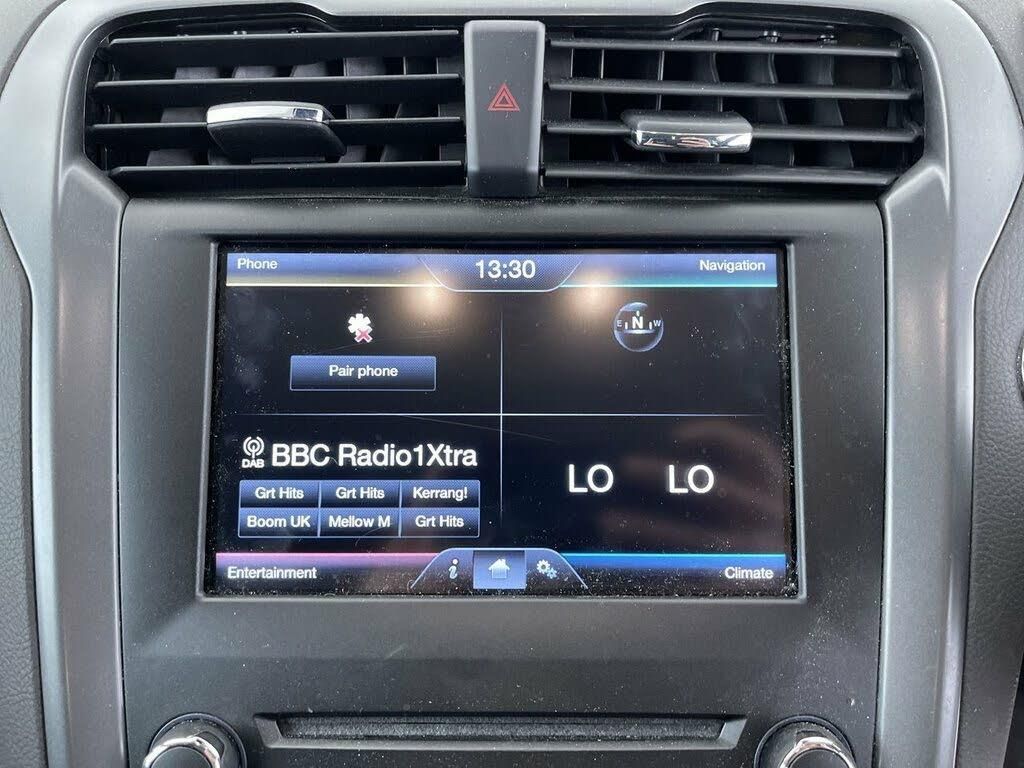 Phone
13:30
Navigation
E N W
Pair phone
DAB
BBC Radio1Xtra
LO LO
Grt Hits Grt Hits Kerrang!
Boom UK Mellow M Grt Hits
Entertainment
i
Climate